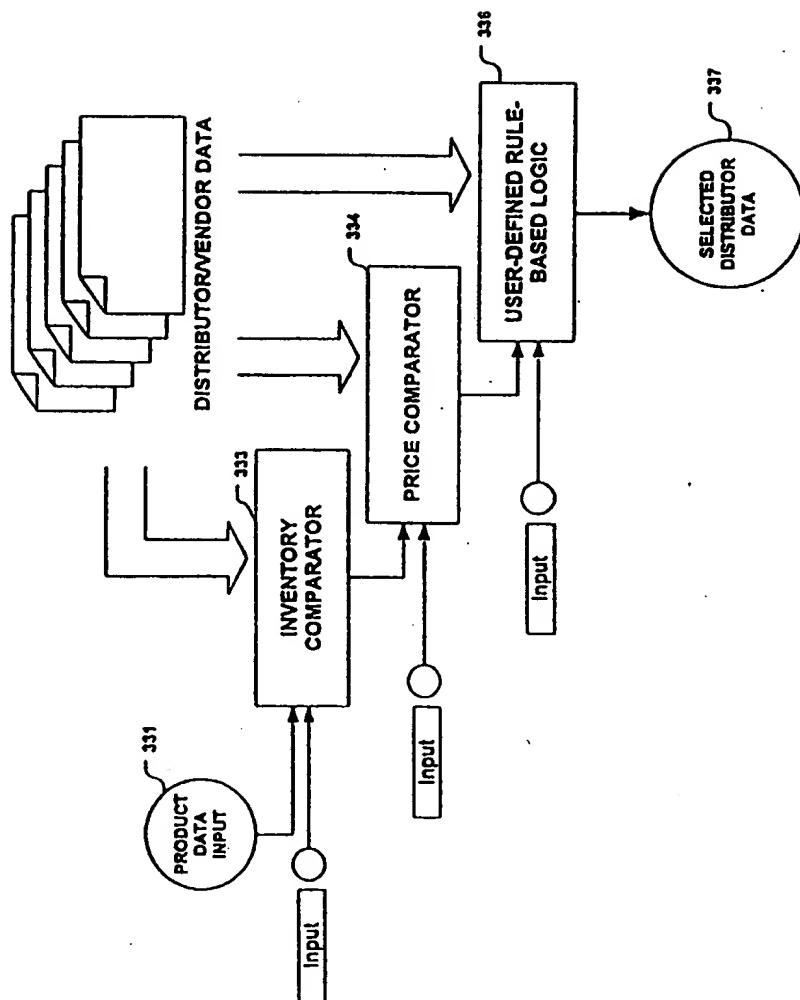 DISTRIBUTOR/VENDOR DATA
331
PRODUCT
DATA
INPUT
Input
333
INVENTORY
COMPARATOR
Input
334
PRICE COMPARATOR
Input
336
USER-DEFINED RULE-
BASED LOGIC
337
SELECTED
DISTRIBUTOR
DATA